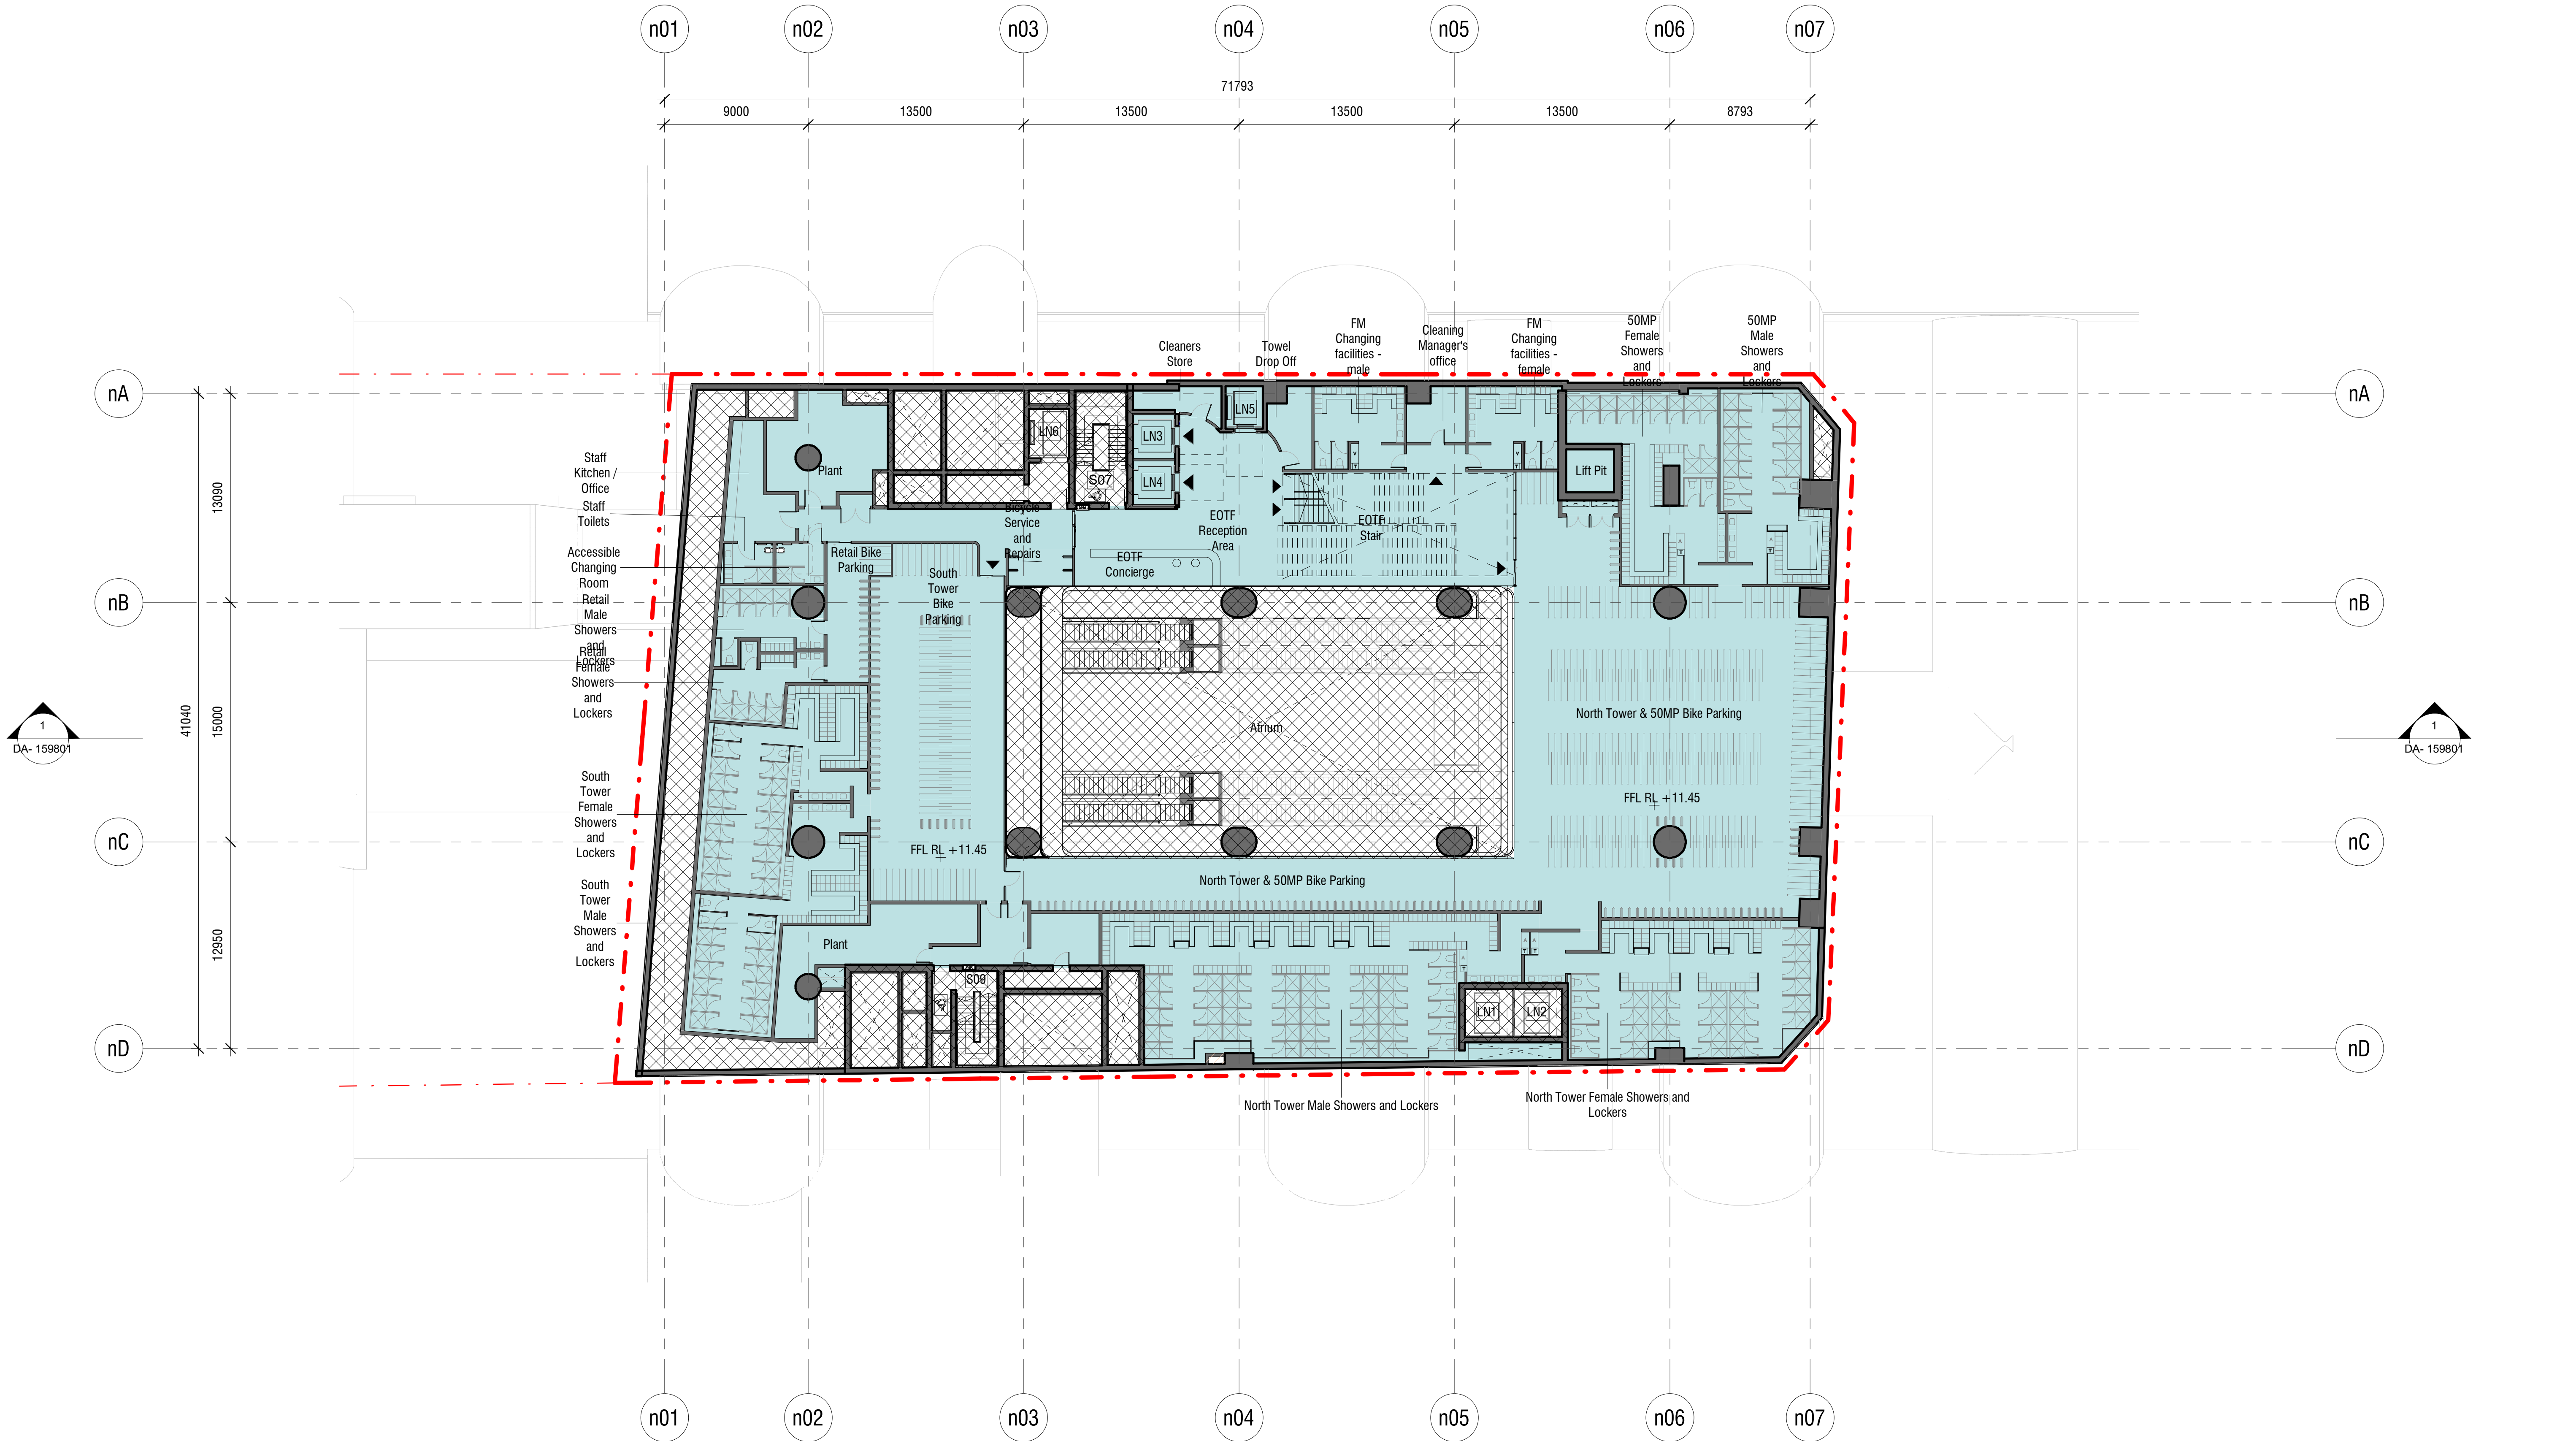 n01
n02
n03
n04
n05
n06
n07
71793
9000
13500
13500
13500
13500
8793
nA
nA
nB
nB
nC
nC
nD
nD
13090
15000
12950
41040
1
DA- 159801
1
DA- 159801
Cleaners
Store
Towel
Drop Off
FM
Changing
facilities -
male
Cleaning
Manager's
office
FM
Changing
facilities -
female
50MP
Female
Showers
and
Lockers
50MP
Male
Showers
and
Lockers
Staff
Kitchen /
Office
Staff
Toilets
Accessible
Changing
Room
Retail
Male
Showers
and
Lockers
Retail
Female
Showers
and
Lockers
South
Tower
Female
Showers
and
Lockers
South
Tower
Male
Showers
and
Lockers
Plant
LN6
S07
LN3
LN4
LN5
Lift Pit
Bicycle
Service
and
Repairs
EOTF
Reception
Area
EOTF
Stair
EOTF
Concierge
Retail Bike
Parking
South
Tower
Bike
Parking
Atrium
North Tower & 50MP Bike Parking
FFL RL +11.45
FFL RL +11.45
North Tower & 50MP Bike Parking
Plant
S09
LN1
LN2
North Tower Male Showers and Lockers
North Tower Female Showers and
Lockers
n01
n02
n03
n04
n05
n06
n07